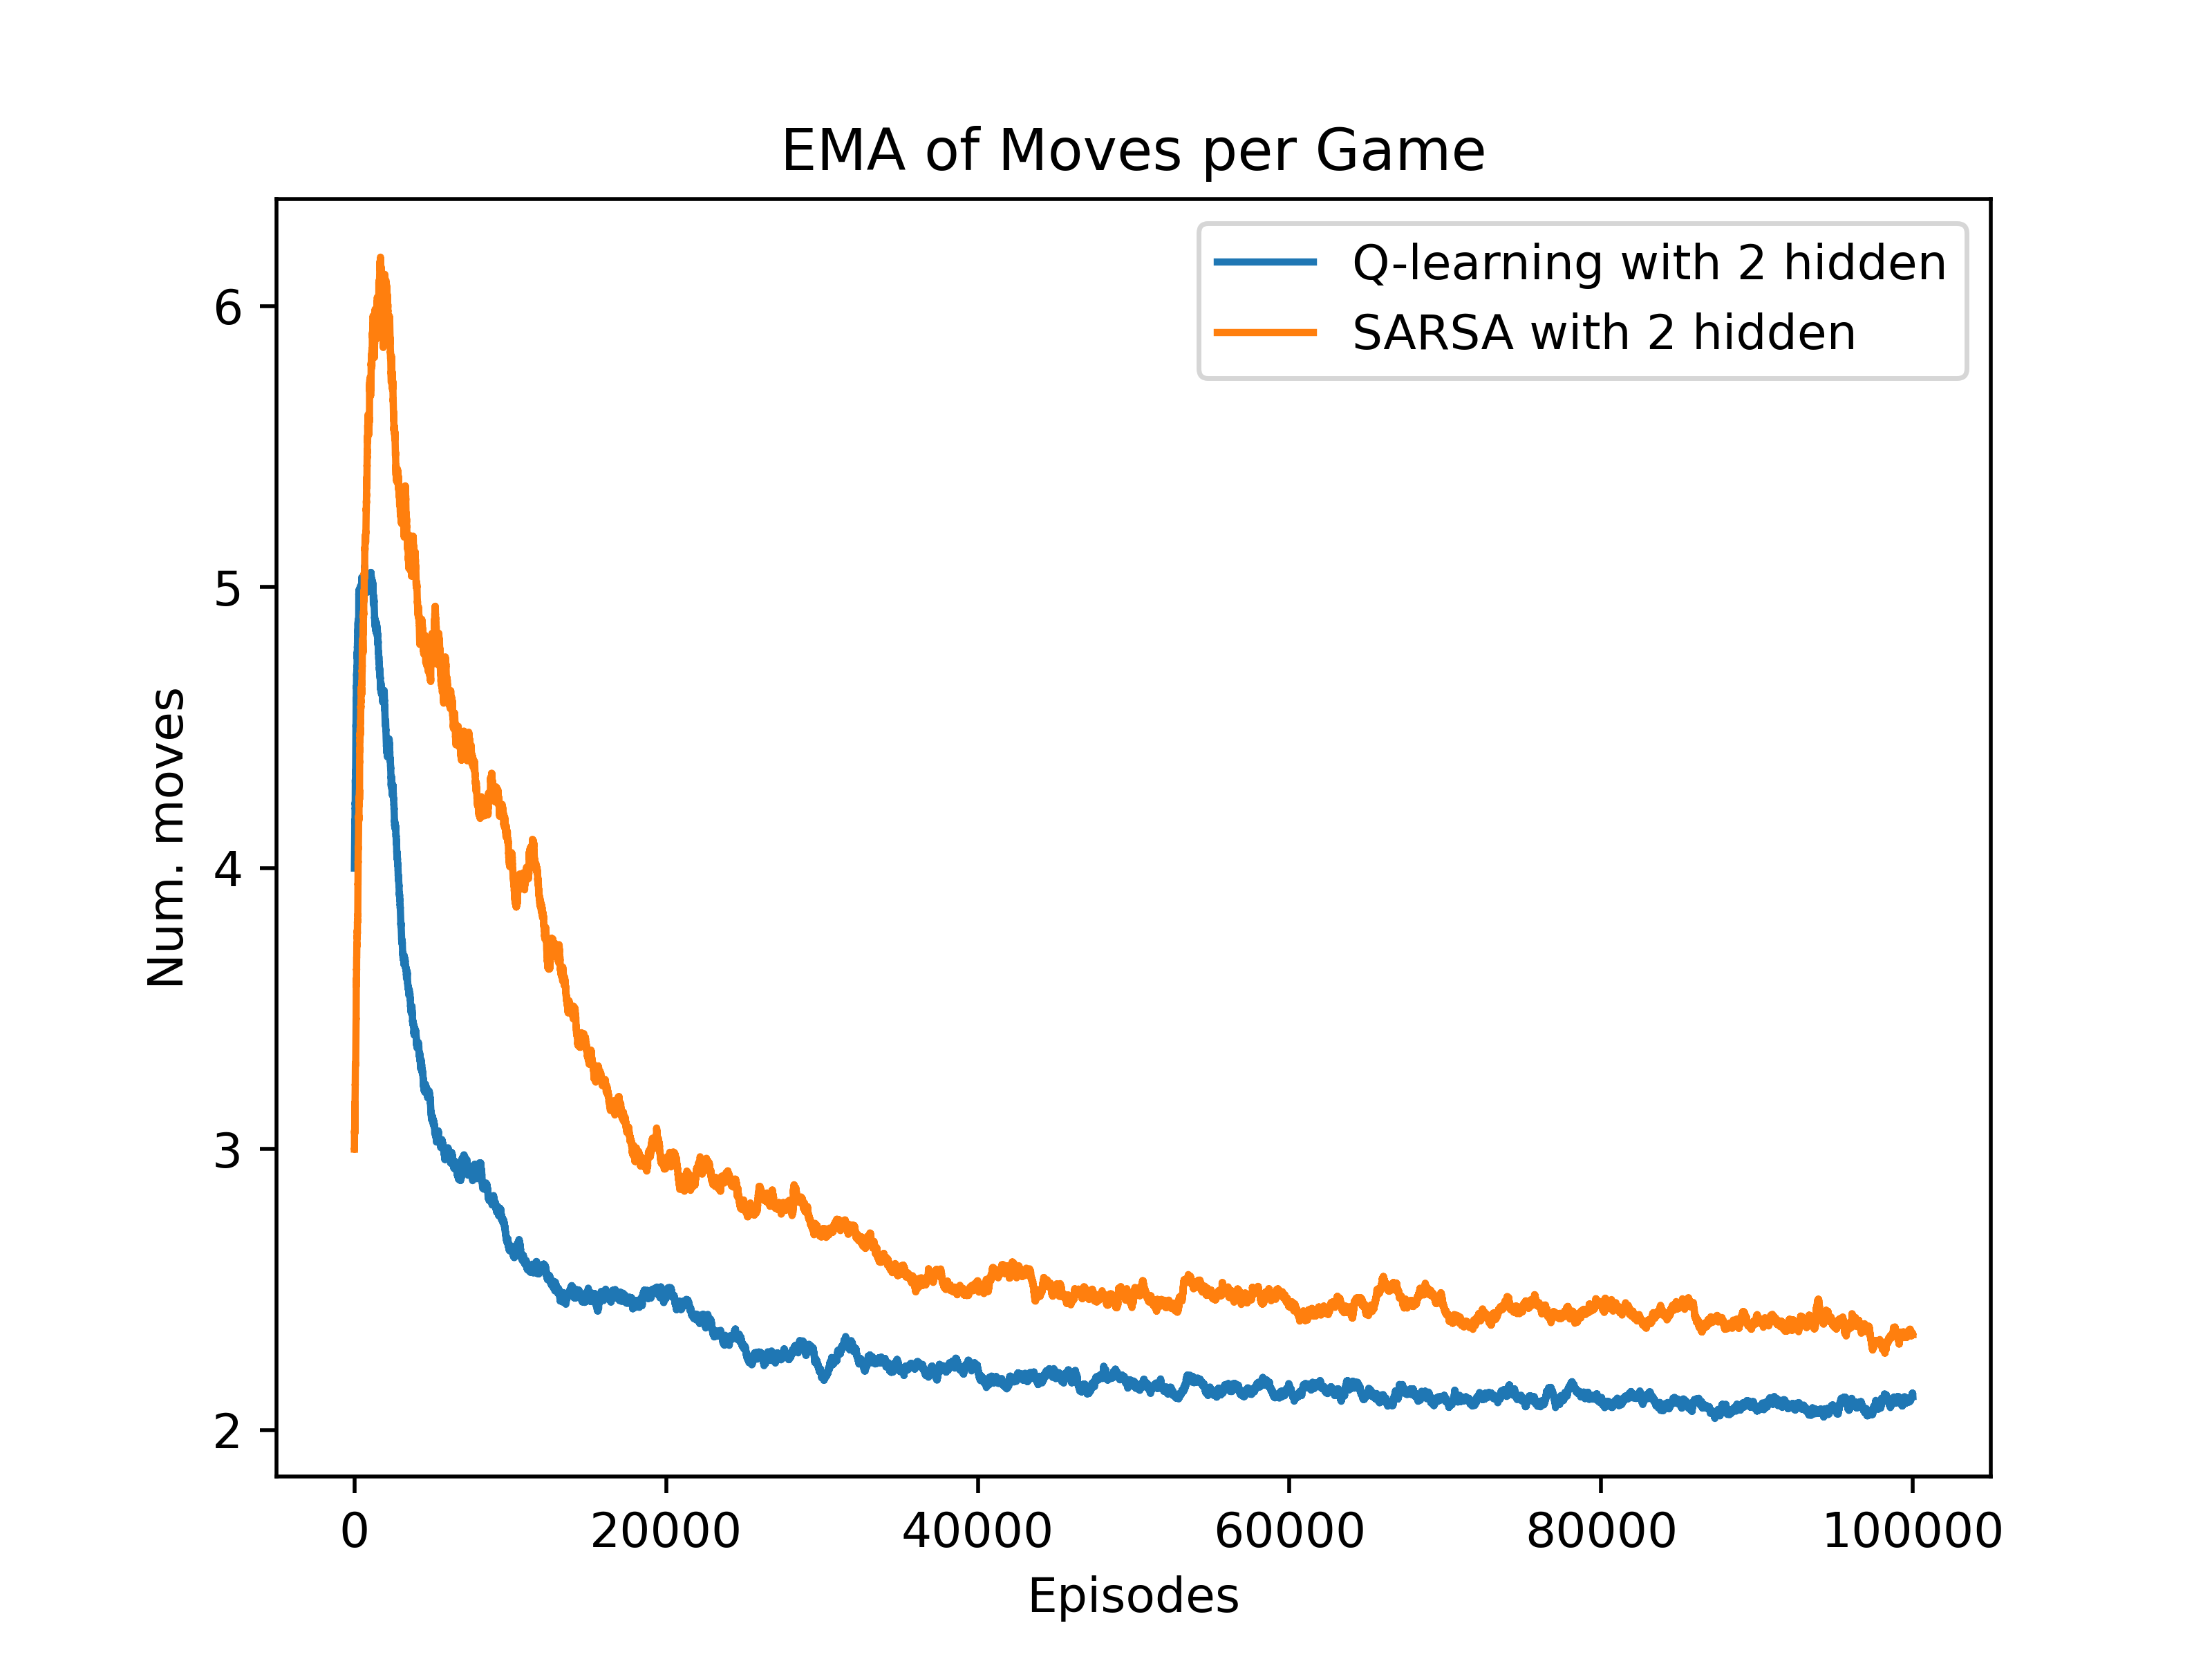 EMA of Moves per Game
Q-learning with 2 hidden
SARSA with 2 hidden
Num. moves
6
5
4
3
2
0 20000 40000 60000 80000 100000
Episodes